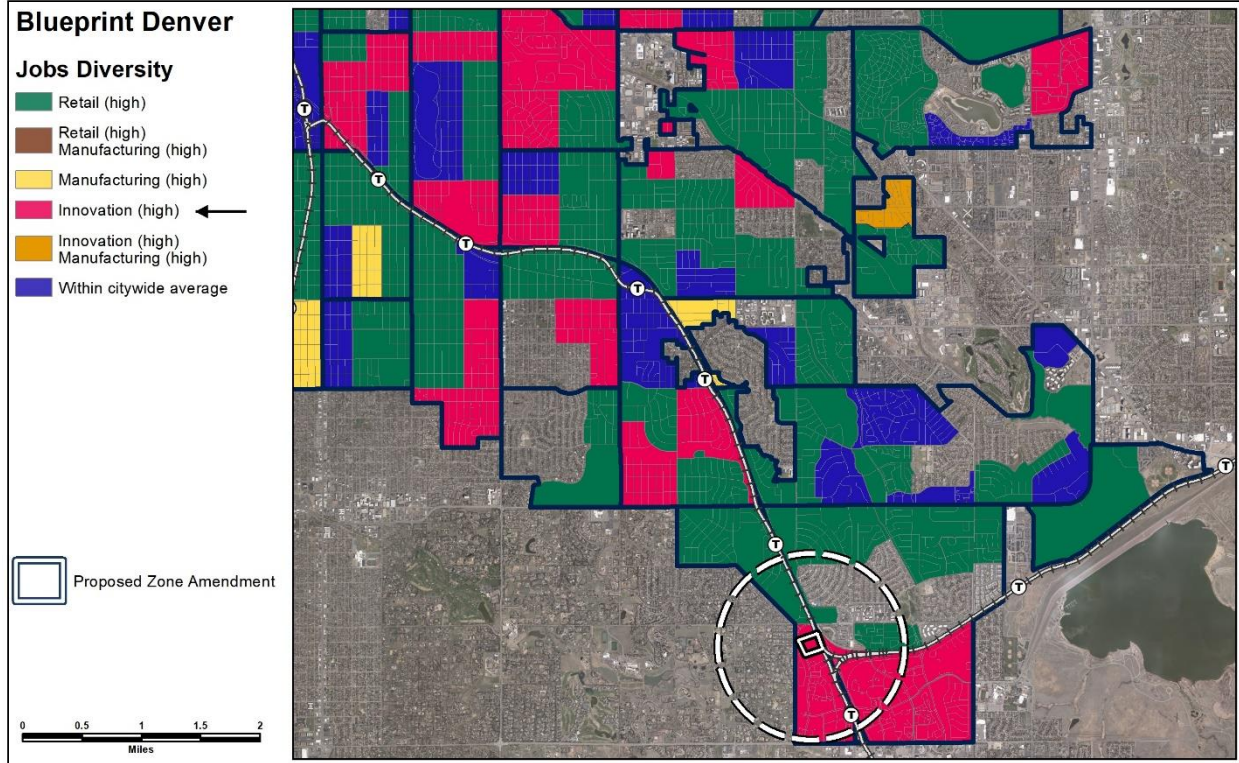 Blueprint Denver
Jobs Diversity
Retail (high)
Retail (high)
Manufacturing (high)
Manufacturing (high)
Innovation (high)
Innovation (high)
Manufacturing (high)
Within citywide average
Proposed Zone Amendment
0 0.5 1 1.5 2
Miles
T
T
T
T
T
T
T
T
T
T